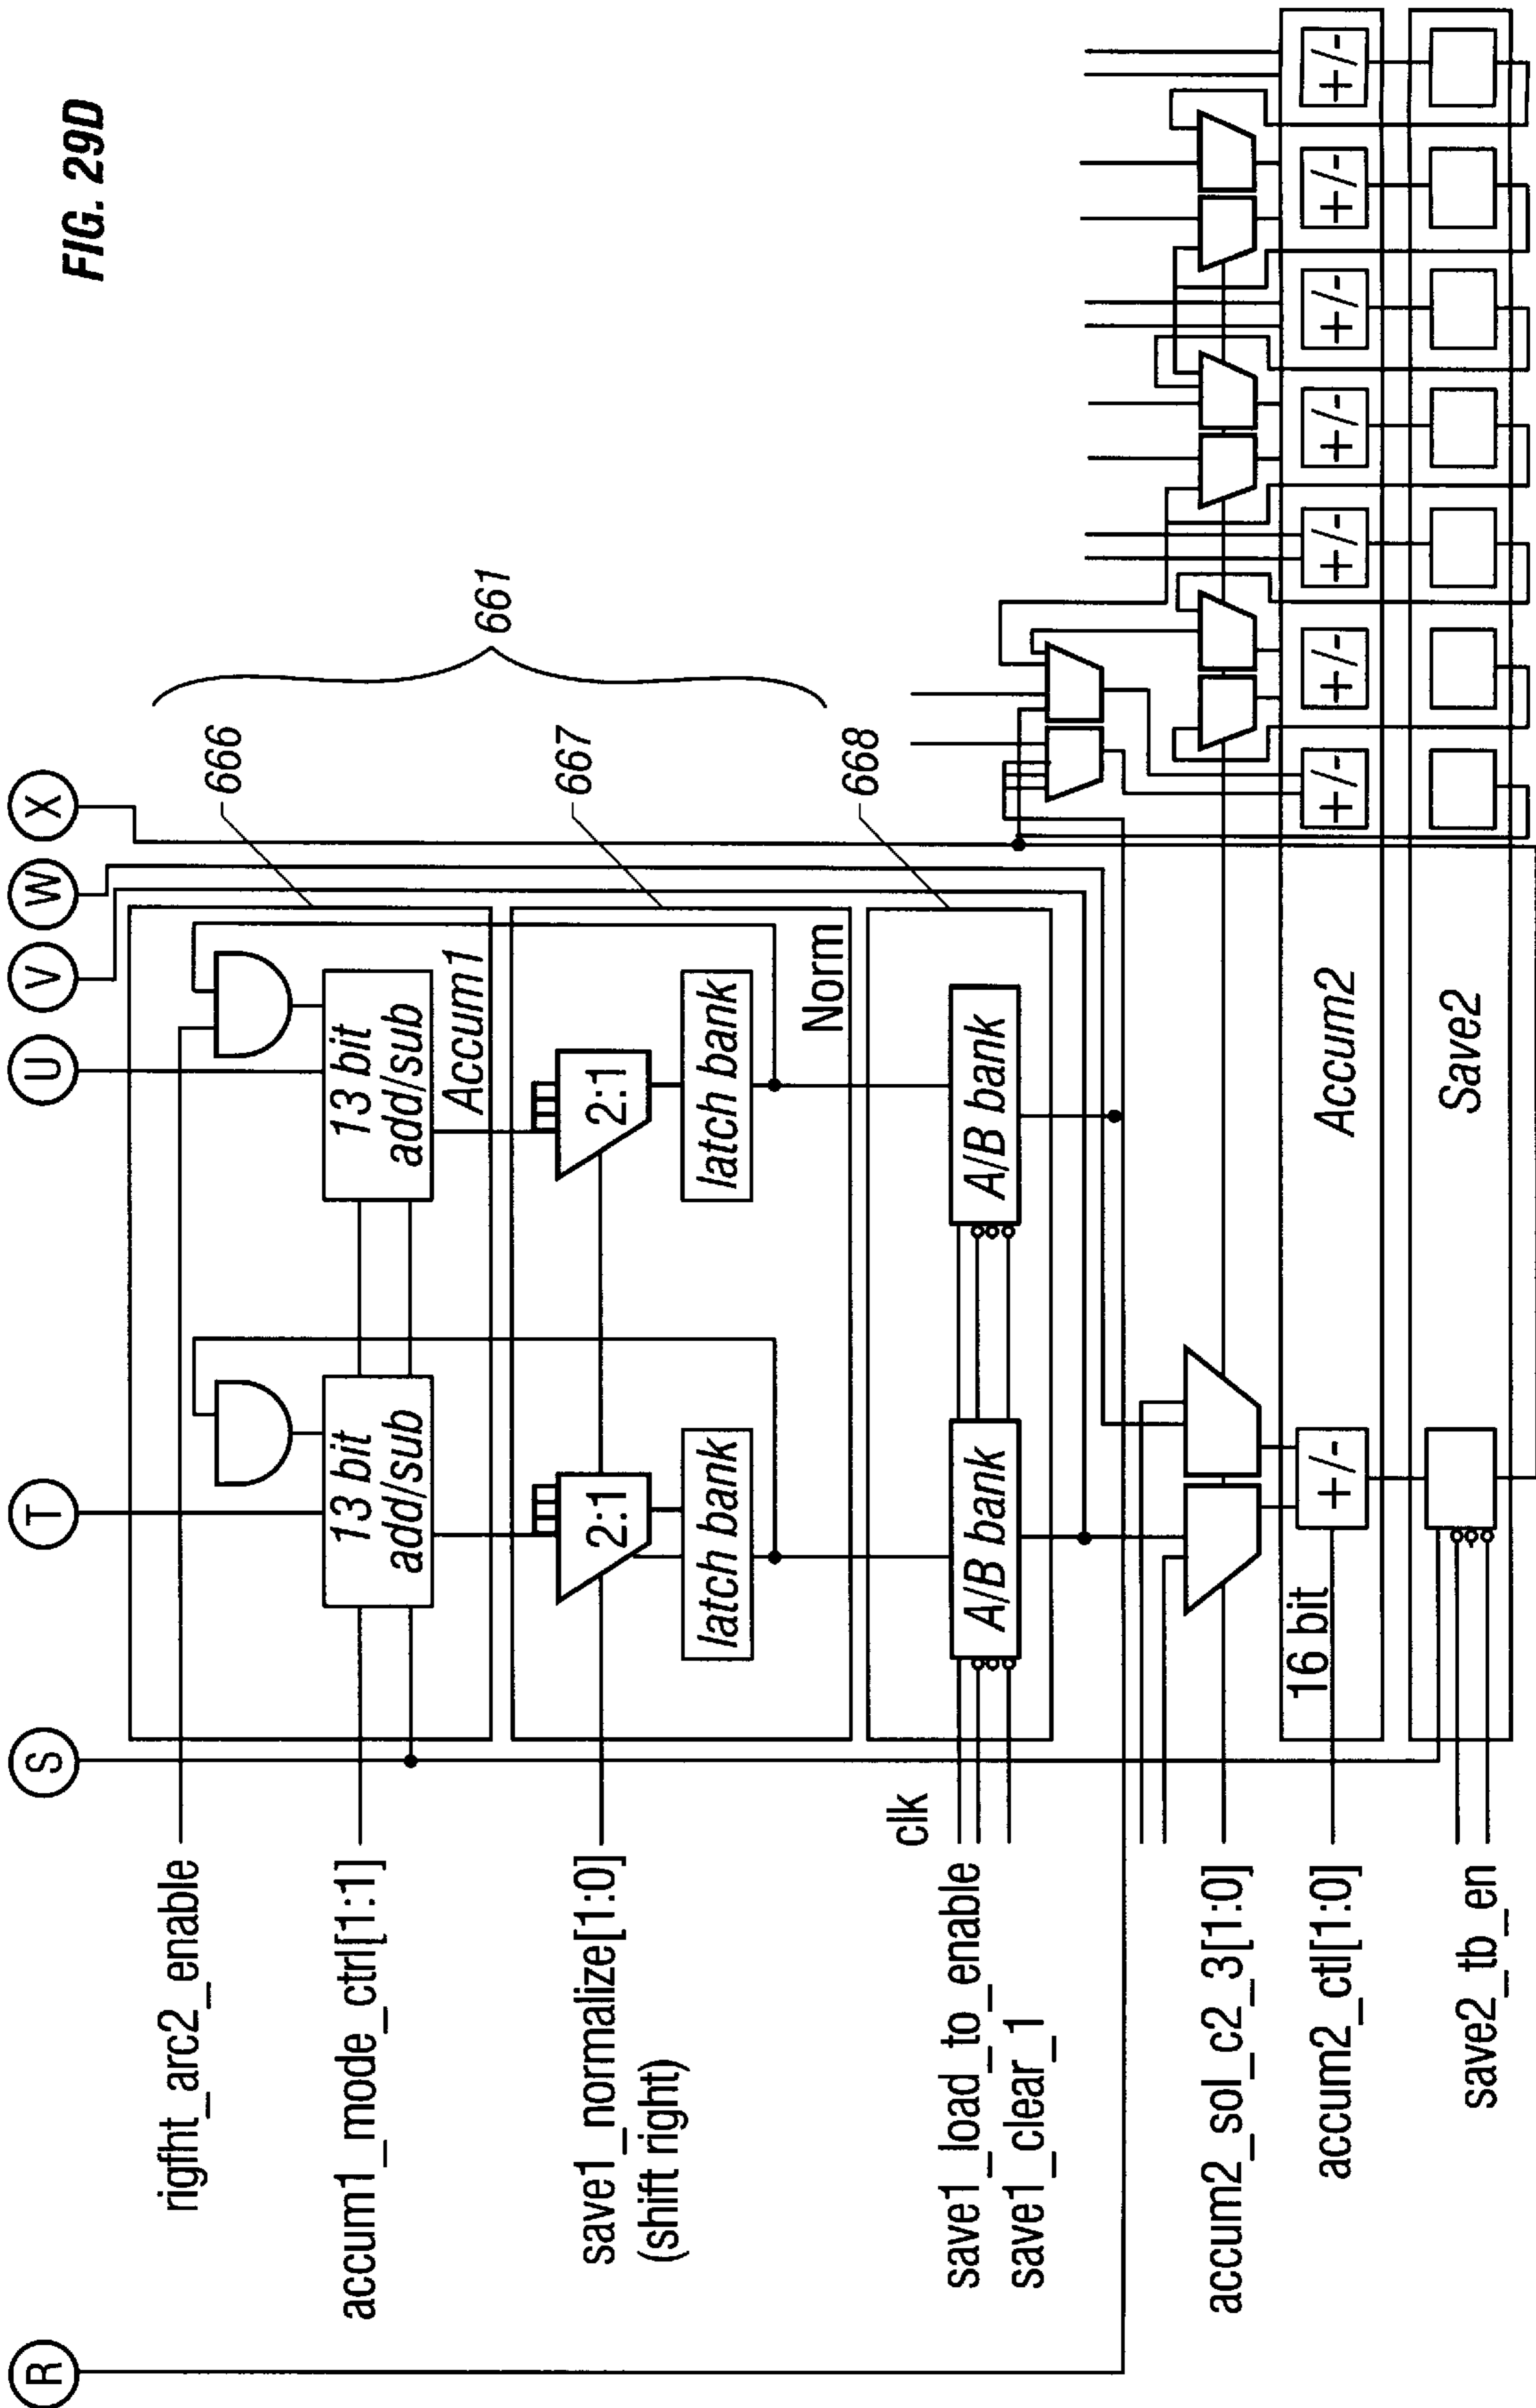 FIG. 29D
R
S
T
U
V
W
X
rigfht_arc2_enable
accum1_mode_ctrl[1:1]
save1_normalize[1:0]
(shift right)
clk
save1_load_to_enable
save1_clear_1
accum2_sol_c2_3[1:0]
accum2_ctl[1:0]
save2_tb_en
13 bit
add/sub
13 bit
add/sub
Accum1
666
2:1
2:1
latch bank
latch bank
Norm
667
661
A/B bank
A/B bank
668
16 bit
+/-
Accum2
+/-
+/-
+/-
+/-
+/-
+/-
+/-
Save2